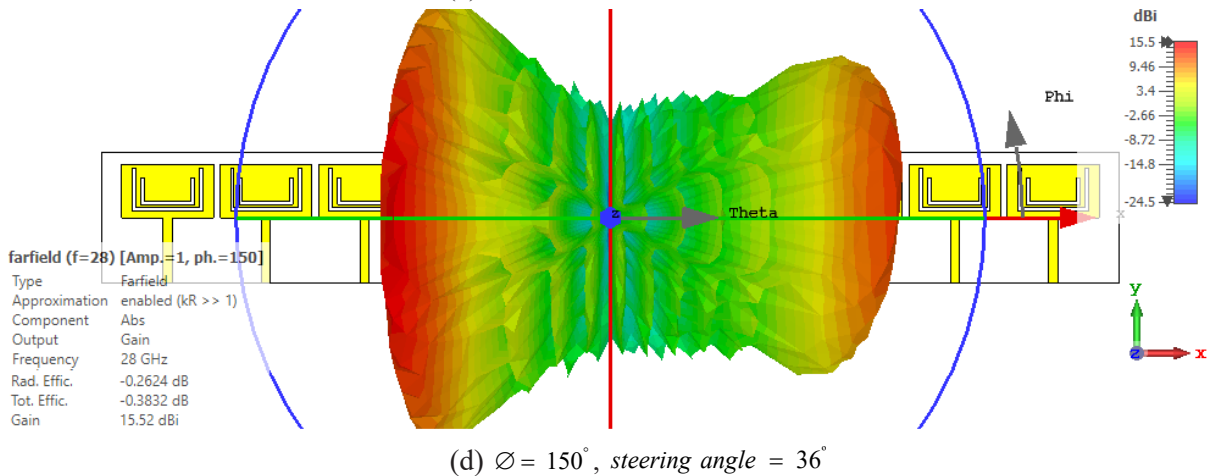 dBi
15.5
9.46
3.4
-2.66
-8.72
-14.8
-24.5
Phi
z
Theta
x
farfield (f=28) [Amp.=1, ph.=150]
Type Farfield
Approximation enabled (kR >> 1)
Component Abs
Output Gain
Frequency 28 GHz
Rad. Effic. -0.2624 dB
Tot. Effic. -0.3832 dB
Gain 15.52 dBi
y
z x
(d) ∅ = 150°, steering angle = 36°